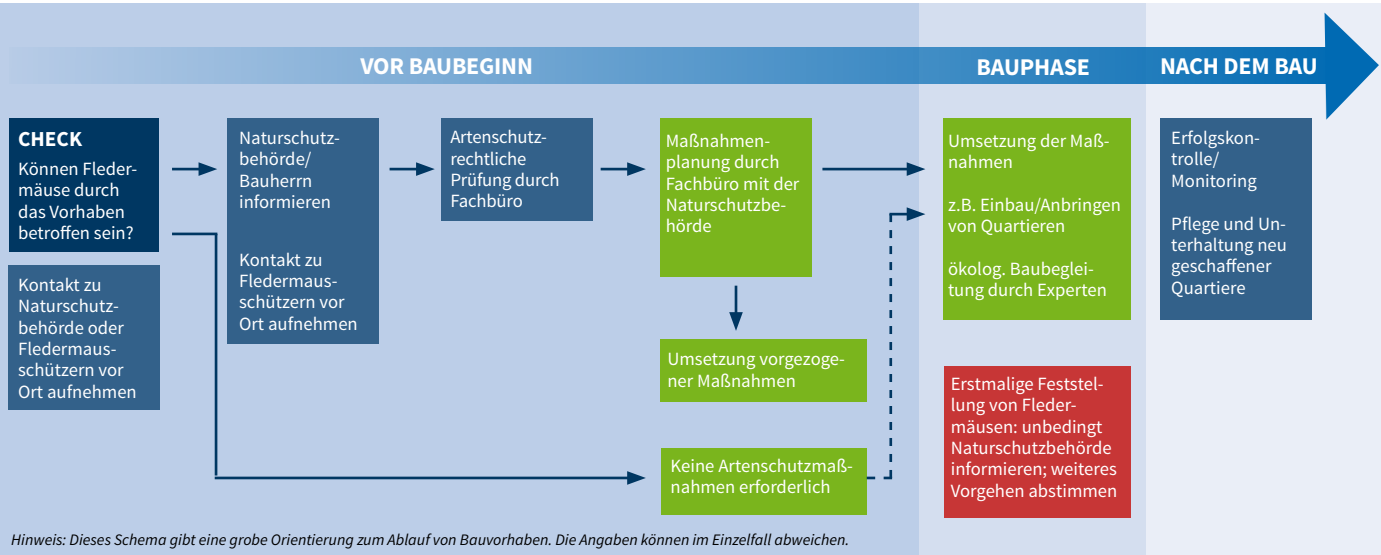 VOR BAUBEGINN
BAUPHASE
NACH DEM BAU
CHECK
Können Fleder-
mäuse durch
das Vorhaben
betroffen sein?
Kontakt zu
Naturschutz-
behörde oder
Fledermaus-
schützern vor
Ort aufnehmen
Naturschutz-
behörde/
Bauherrn
informieren
Kontakt zu
Fledermaus-
schützern vor
Ort aufnehmen
Artenschutz-
rechtliche
Prüfung durch
Fachbüro
Maßnahmen-
planung durch
Fachbüro mit der
Naturschutzbe-
hörde
Umsetzung vorgezoge-
ner Maßnahmen
Keine Artenschutzmaß-
nahmen erforderlich
Umsetzung der Maß-
nahmen
z.B. Einbau/Anbringen
von Quartieren
ökolog. Baubeglei-
tung durch Experten
Erstmalige Feststel-
lung von Fleder-
mäusen: unbedingt
Naturschutzbehörde
informieren; weiteres
Vorgehen abstimmen
Erfolgskon-
trolle/
Monitoring
Pflege und Un-
terhaltung neu
geschaffener
Quartiere
Hinweis: Dieses Schema gibt eine grobe Orientierung zum Ablauf von Bauvorhaben. Die Angaben können im Einzelfall abweichen.